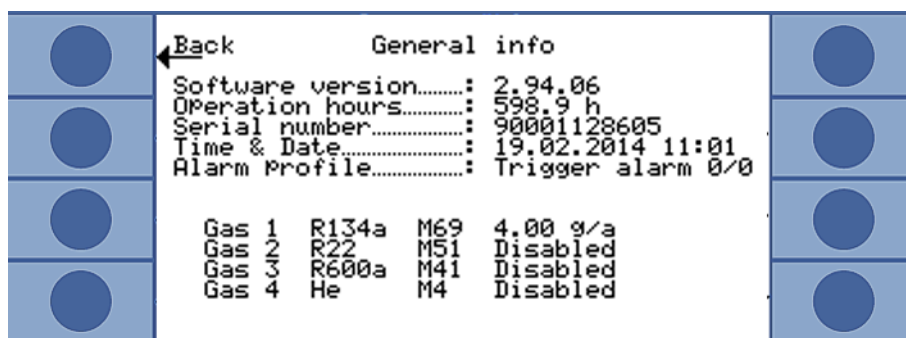 Back General info
Software version........: 2.94.06
Operation hours.........: 598.9 h
Serial number...............: 90001128605
Time & Date...................: 19.02.2014 11:01
Alarm Profile................: Trigger alarm 0/0
Gas 1 R134a M69 4.00 g/a
Gas 2 R22 M51 Disabled
Gas 3 R600a M41 Disabled
Gas 4 He M4 Disabled